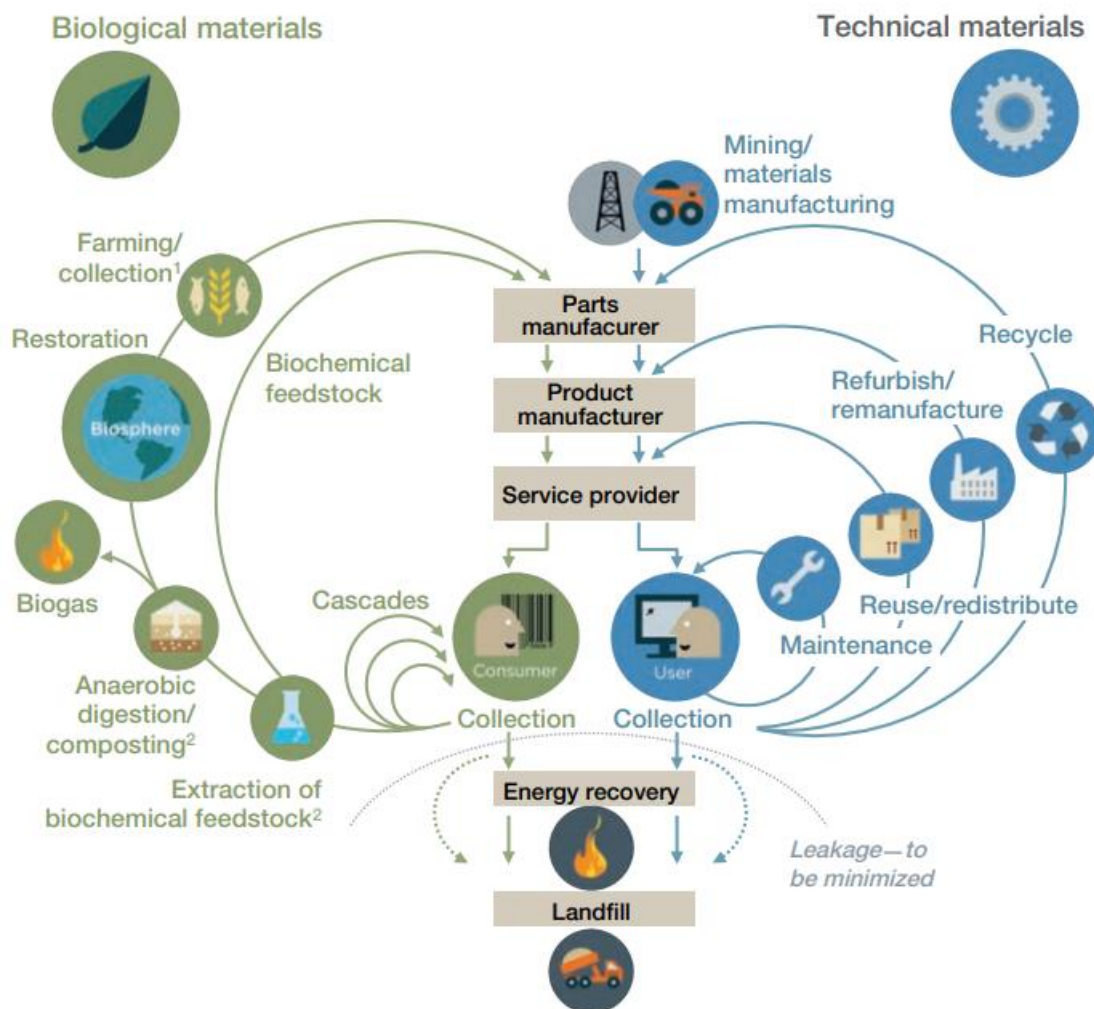 Biological materials
Technical materials
Mining/
materials
manufacturing
Farming/
collection¹
Restoration
Biosphere
Biochemical
feedstock
Biogas
Anaerobic
digestion/
composting²
Extraction of
biochemical feedstock²
Cascades
Parts
manufacurer
Product
manufacturer
Service provider
Consumer
User
Collection
Collection
Recycle
Refurbish/
remanufacture
Reuse/redistribute
Maintenance
Energy recovery
Leakage—to
be minimized
Landfill